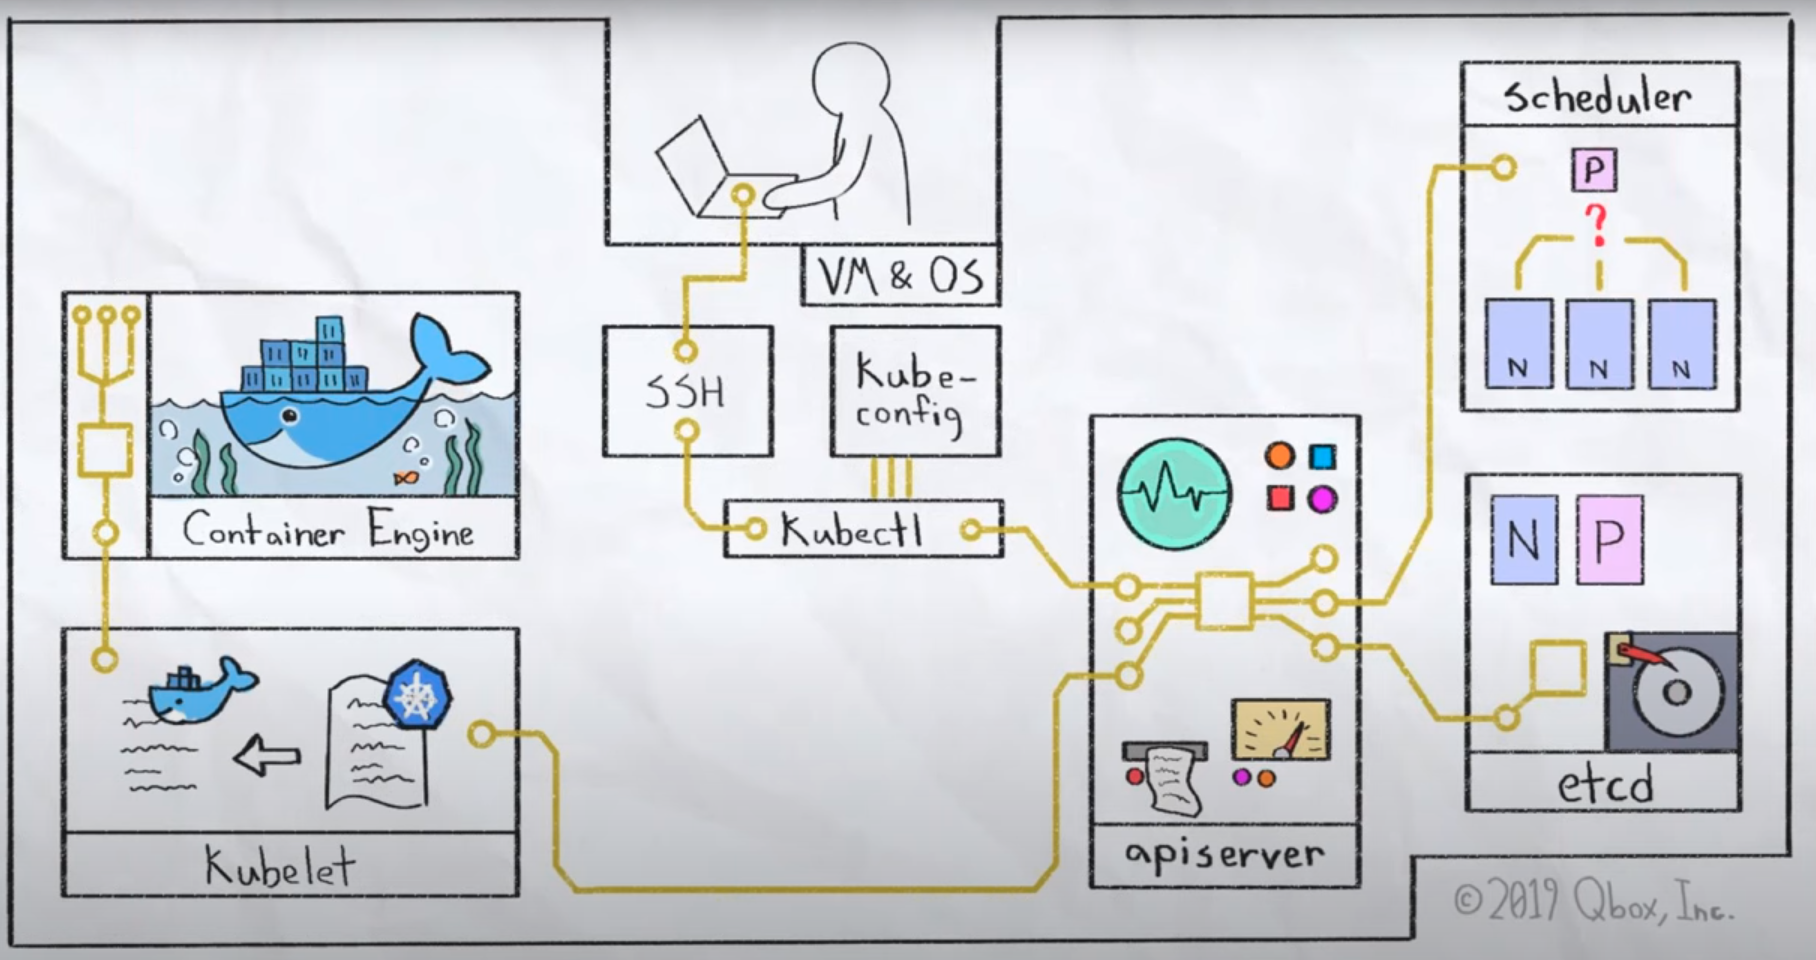 scheduler
P
?
N N N
VM & OS
SSH
Kube-
config
Kubectl
Container Engine
N P
etcd
Kubelet
apiserver
©2019 Qbox, Inc.